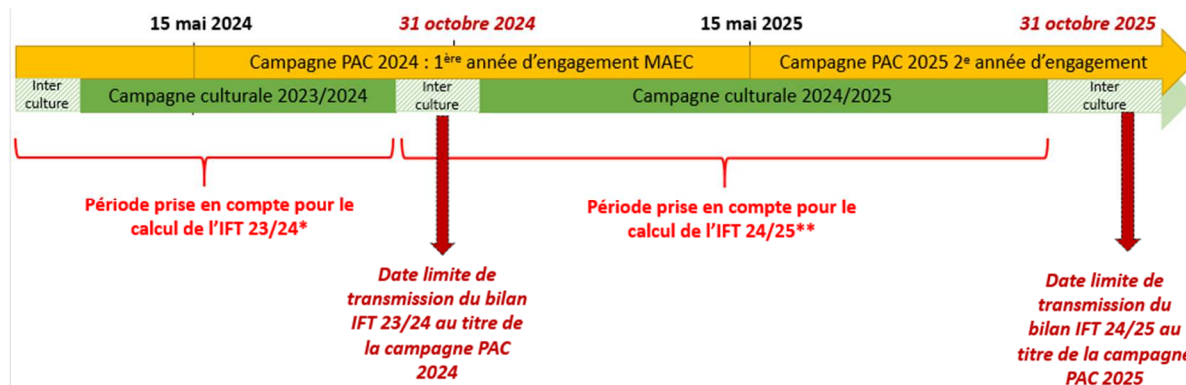 15 mai 2024
31 octobre 2024
15 mai 2025
31 octobre 2025
Campagne PAC 2024 : 1ère année d’engagement MAEC
Campagne PAC 2025 2e année d’engagement
Inter
culture
Campagne culturale 2023/2024
Inter
culture
Campagne culturale 2024/2025
Inter
culture
Période prise en compte pour le
calcul de l’IFT 23/24*
Période prise en compte pour le
calcul de l’IFT 24/25**
Date limite de
transmission du bilan
IFT 23/24 au titre de
la campagne PAC
2024
Date limite de
transmission du
bilan IFT 24/25 au
titre de la campagne
PAC 2025